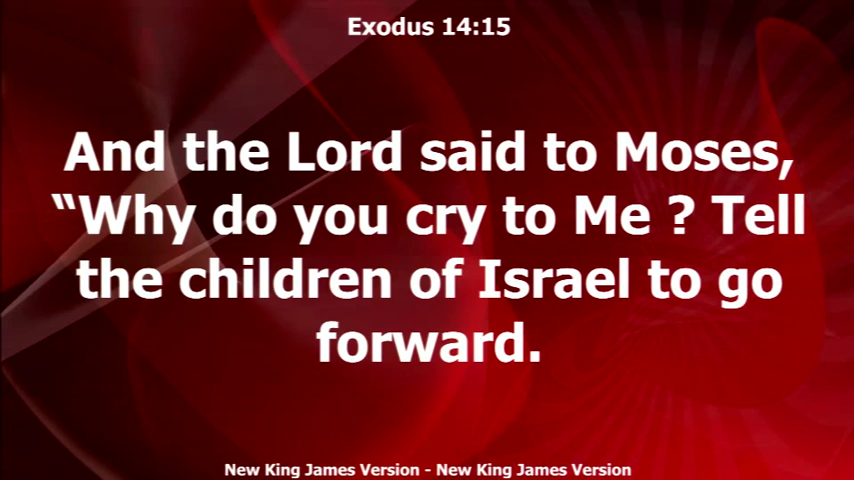 Exodus 14:15
And the Lord said to Moses,
“Why do you cry to Me ? Tell
the children of Israel to go
forward.
New King James Version - New King James Version